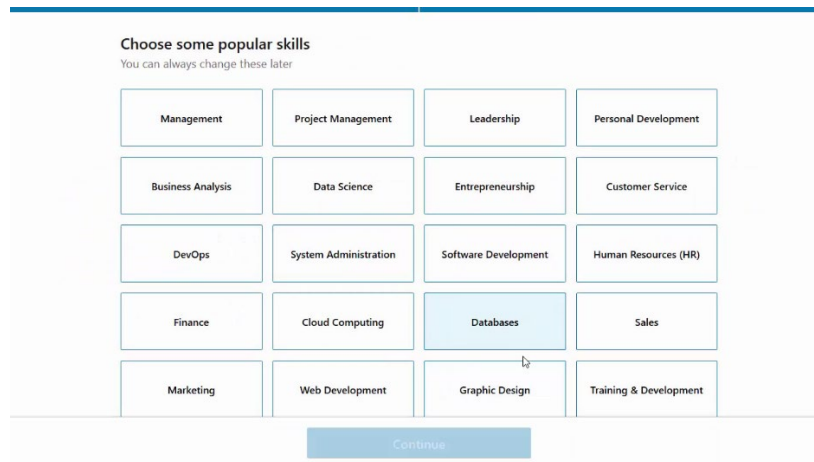 Choose some popular skills
You can always change these later
Management
Project Management
Leadership
Personal Development
Business Analysis
Data Science
Entrepreneurship
Customer Service
DevOps
System Administration
Software Development
Human Resources (HR)
Finance
Cloud Computing
Databases
Sales
Marketing
Web Development
Graphic Design
Training & Development
Continue